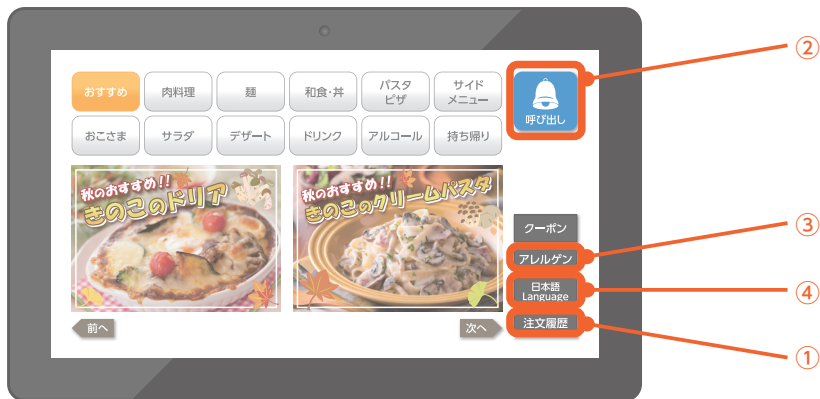 おすすめ
肉料理
麺
和食・丼
パスタ
ピザ
サイド
メニュー
呼び出し
②
おこさま
サラダ
デザート
ドリンク
アルコール
持ち帰り
秋のおすすめ!!
きのこのドリア
秋のおすすめ!!
きのこのクリームパスタ
クーポン
③
アレルゲン
日本語
Language
④
前へ
次へ
注文履歴
①